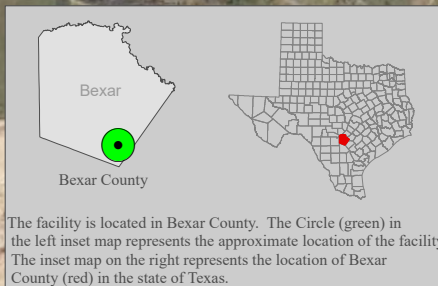 Bexar
Bexar County
The facility is located in Bexar County.  The Circle (green) in
the left inset map represents the approximate location of the facility
The inset map on the right represents the location of Bexar
County (red) in the state of Texas.